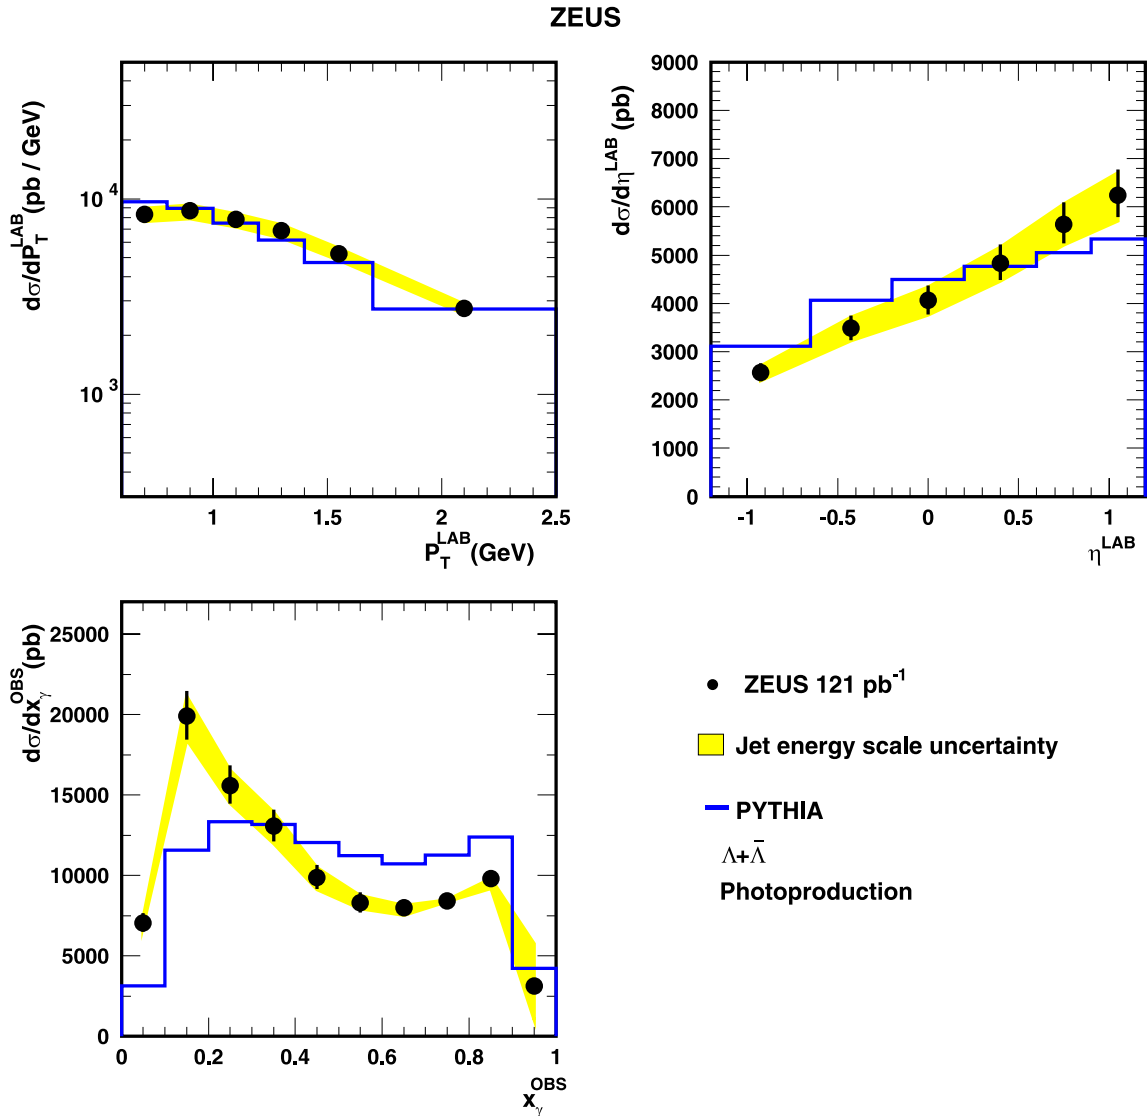 ZEUS
dσ/dP_T^LAB (pb / GeV)
10^4
10^3
1 1.5 2 2.5
P_T^LAB (GeV)
dσ/dη^LAB (pb)
9000
8000
7000
6000
5000
4000
3000
2000
1000
0
-1 -0.5 0 0.5 1
η^LAB
dσ/dx_γ^OBS (pb)
25000
20000
15000
10000
5000
0
0 0.2 0.4 0.6 0.8 1
x_γ^OBS
ZEUS 121 pb^-1
Jet energy scale uncertainty
PYTHIA
Λ+Λ̄
Photoproduction